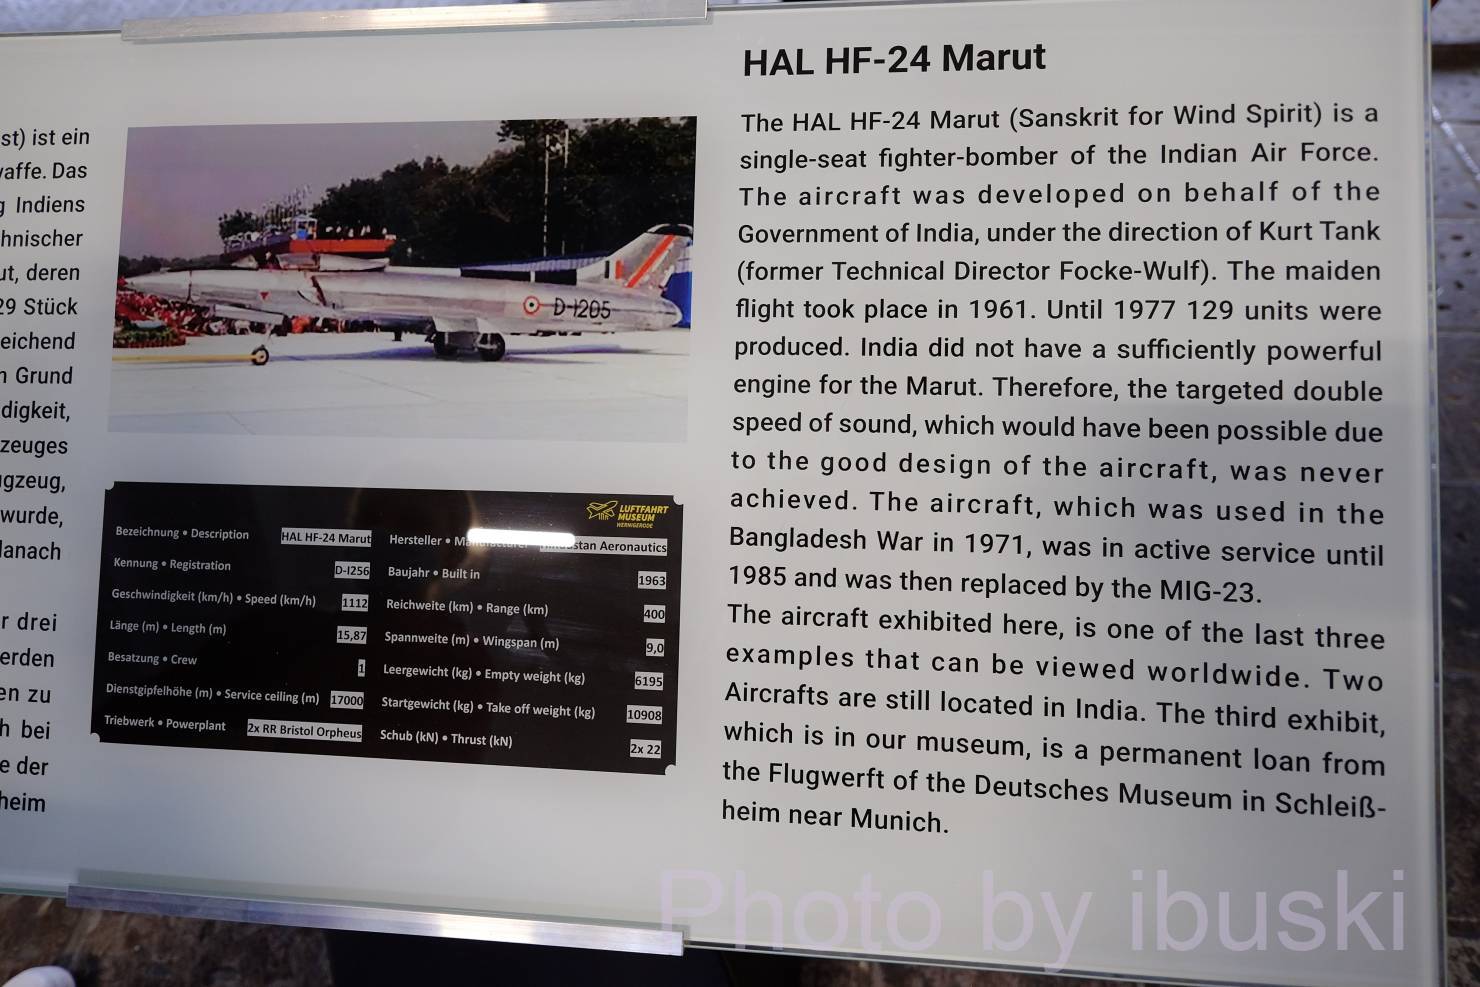 st) ist ein
waffe. Das
g Indiens
hnischer
ut, deren
29 Stück
eichend
n Grund
digkeit,
zeuges
ugzeug,
wurde,
danach
r drei
erden
en zu
h bei
e der
heim
D-1205
LUFTFAHRT
MUSEUM
WERNIGERODE
Bezeichnung • Description HAL HF-24 Marut
Kennung • Registration D-I256
Geschwindigkeit (km/h) • Speed (km/h) 1112
Länge (m) • Length (m) 15,87
Besatzung • Crew 1
Dienstgipfelhöhe (m) • Service ceiling (m) 17000
Triebwerk • Powerplant 2x RR Bristol Orpheus
Hersteller • Manufacturer Hindustan Aeronautics
Baujahr • Built in 1963
Reichweite (km) • Range (km) 400
Spannweite (m) • Wingspan (m) 9,0
Leergewicht (kg) • Empty weight (kg) 6195
Startgewicht (kg) • Take off weight (kg) 10908
Schub (kN) • Thrust (kN) 2x 22
HAL HF-24 Marut
The HAL HF-24 Marut (Sanskrit for Wind Spirit) is a
single-seat fighter-bomber of the Indian Air Force.
The aircraft was developed on behalf of the
Government of India, under the direction of Kurt Tank
(former Technical Director Focke-Wulf). The maiden
flight took place in 1961. Until 1977 129 units were
produced. India did not have a sufficiently powerful
engine for the Marut. Therefore, the targeted double
speed of sound, which would have been possible due
to the good design of the aircraft, was never
achieved. The aircraft, which was used in the
Bangladesh War in 1971, was in active service until
1985 and was then replaced by the MIG-23.
The aircraft exhibited here, is one of the last three
examples that can be viewed worldwide. Two
Aircrafts are still located in India. The third exhibit,
which is in our museum, is a permanent loan from
the Flugwerft of the Deutsches Museum in Schleiß-
heim near Munich.
Photo by ibuski